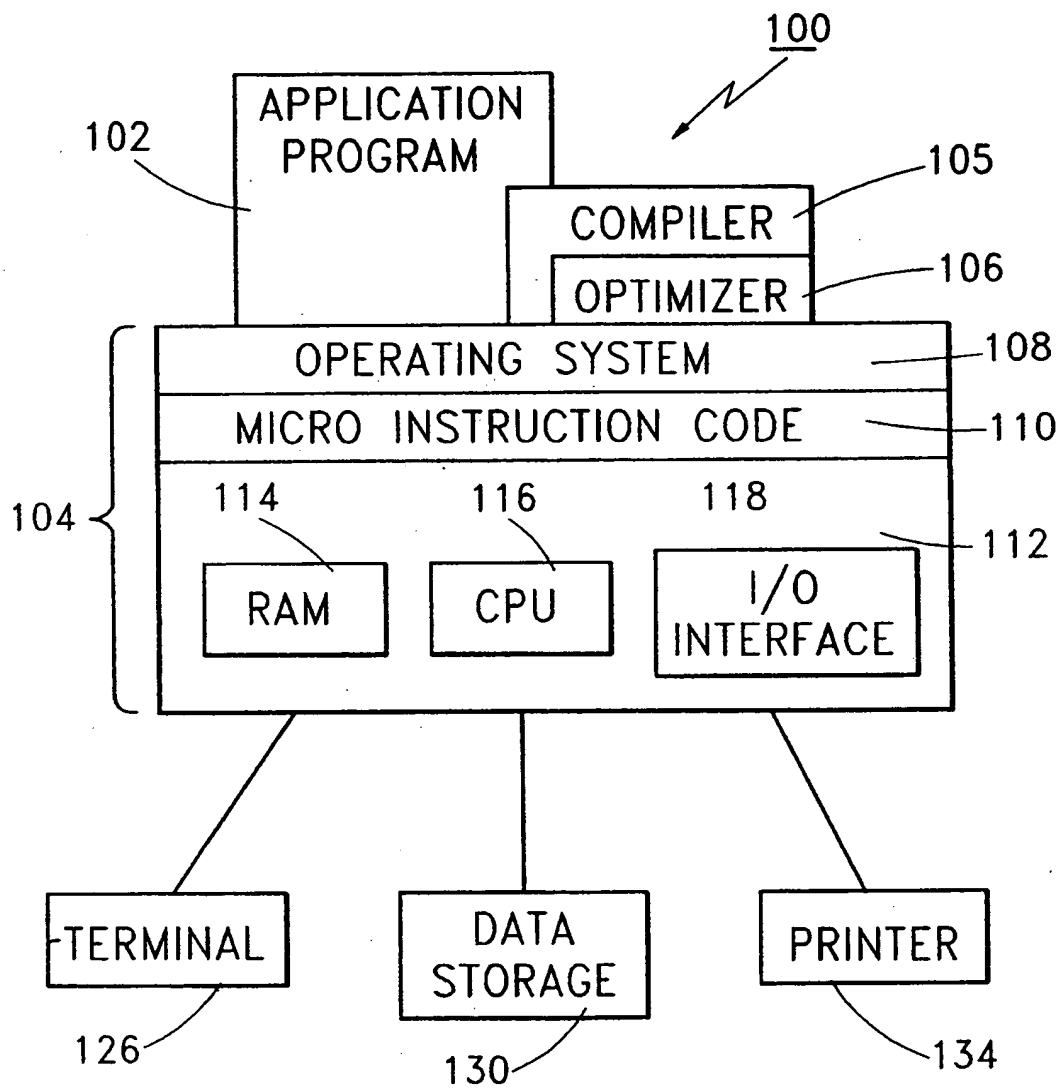 100
APPLICATION
PROGRAM
102
105
COMPILER
106
OPTIMIZER
OPERATING SYSTEM
108
MICRO INSTRUCTION CODE
110
104
114
116
118
112
RAM
CPU
I/O
INTERFACE
TERMINAL
DATA
STORAGE
PRINTER
126
130
134